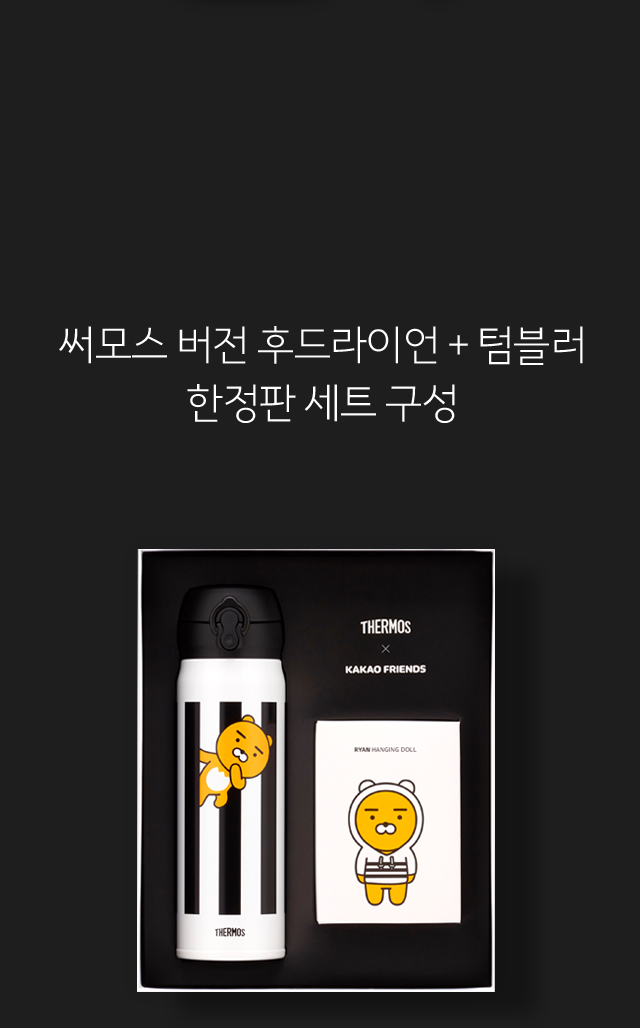 써모스 버전 후드라이언 + 텀블러
한정판 세트 구성
THERMOS
×
KAKAO FRIENDS
RYAN HANGING DOLL
THERMOS